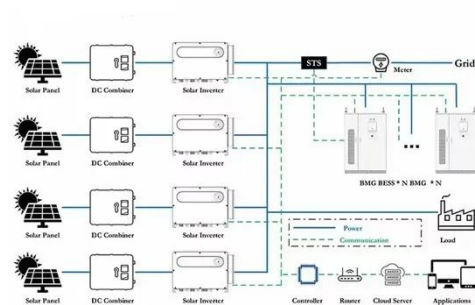 STS
Meter
Grid
Solar Panel DC Combiner Solar Inverter
Solar Panel DC Combiner Solar Inverter
BMG BESS * N BMG * N
Solar Panel DC Combiner Solar Inverter
Power
Communication
Load
Solar Panel DC Combiner Solar Inverter
Controller Router Cloud Server Applications